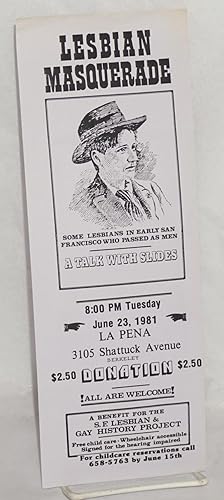 LESBIAN
MASQUERADE
SOME LESBIANS IN EARLY SAN
FRANCISCO WHO PASSED AS MEN
A TALK WITH SLIDES
8:00 PM Tuesday
June 23, 1981
LA PENA
3105 Shattuck Avenue
BERKELEY
$2.50 DONATION $2.50
!ALL ARE WELCOME!
A BENEFIT FOR THE
S.F. LESBIAN &
GAY HISTORY PROJECT
Free child care · Wheelchair accessible
Signed for the hearing impaired
For childcare reservations call
658-5763 by June 15th